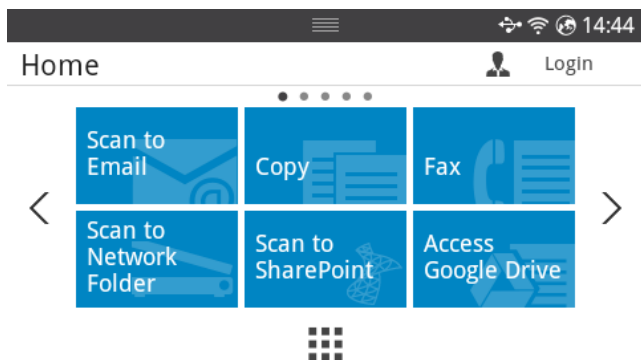 14:44
Home
Login
Scan to
Email
Copy
Fax
Scan to
Network
Folder
Scan to
SharePoint
Access
Google Drive